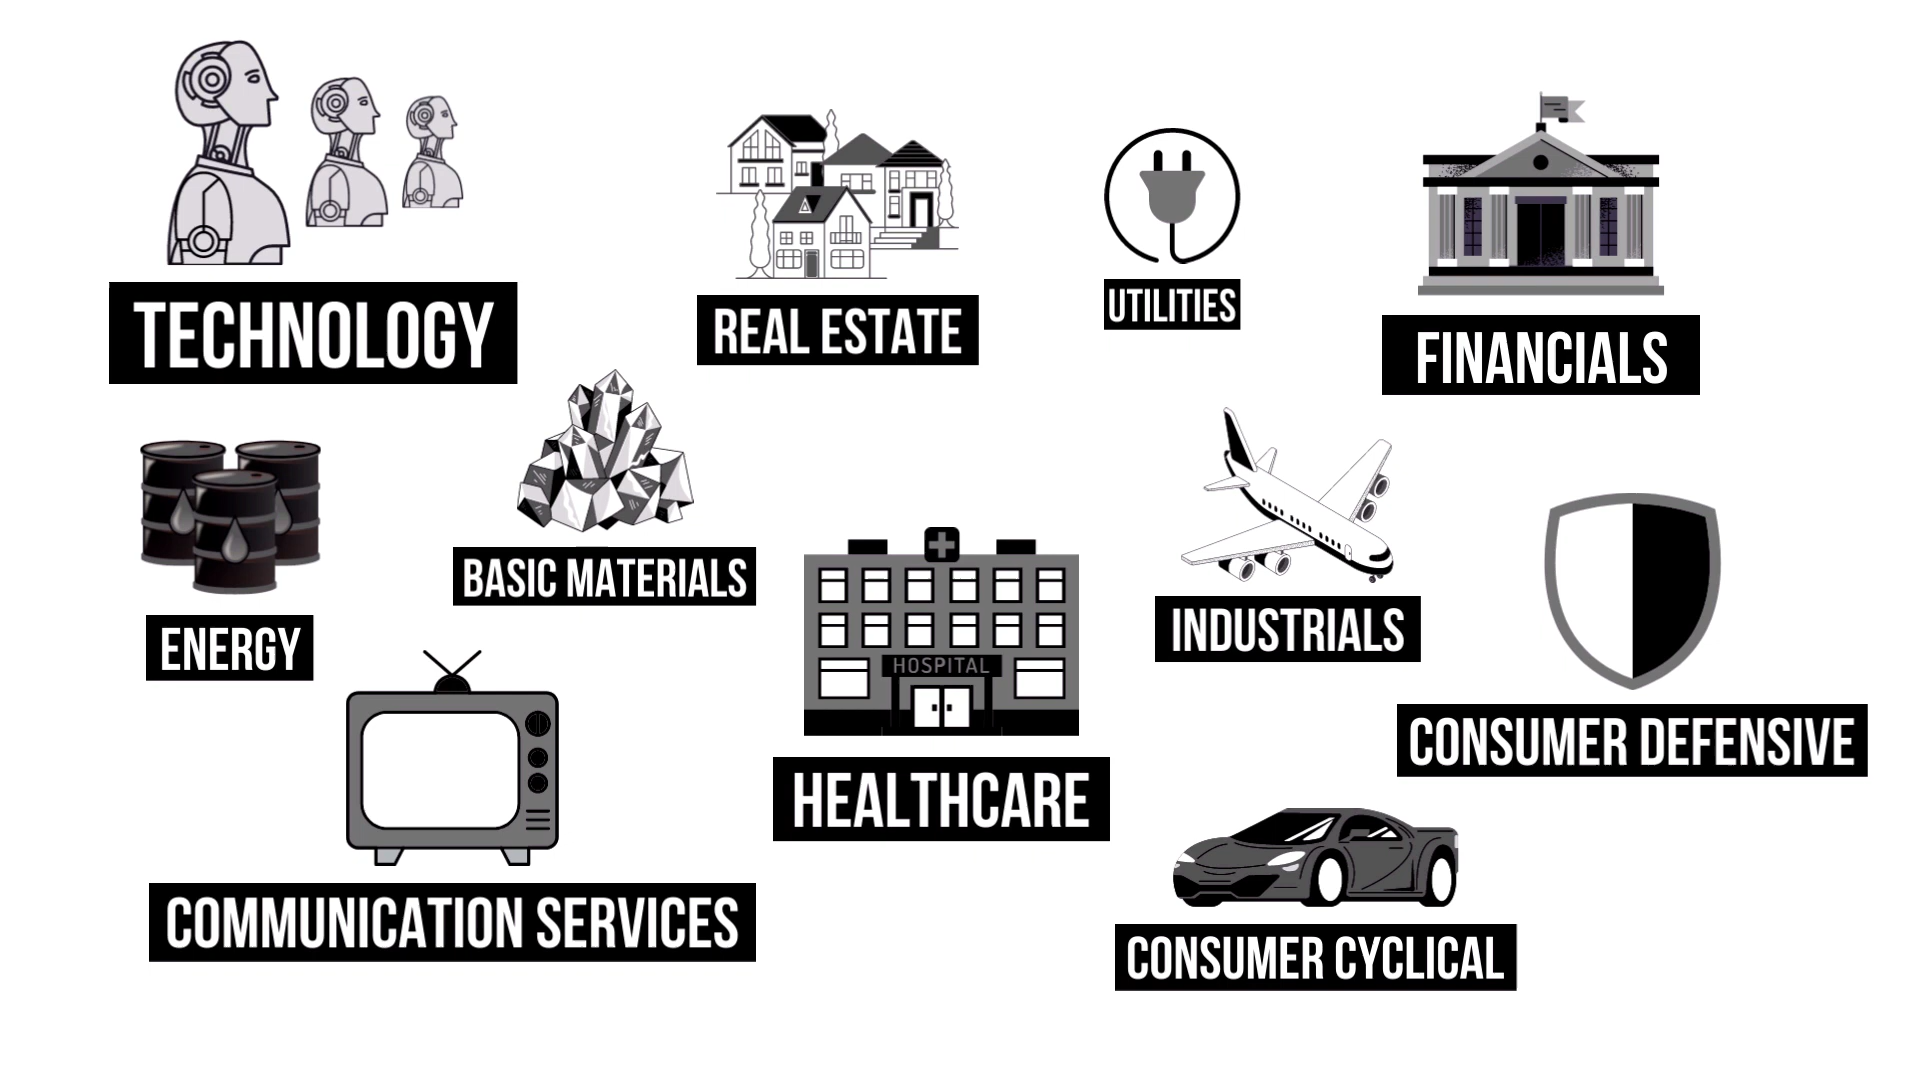 TECHNOLOGY
REAL ESTATE
UTILITIES
FINANCIALS
ENERGY
BASIC MATERIALS
HOSPITAL
HEALTHCARE
INDUSTRIALS
CONSUMER DEFENSIVE
COMMUNICATION SERVICES
CONSUMER CYCLICAL